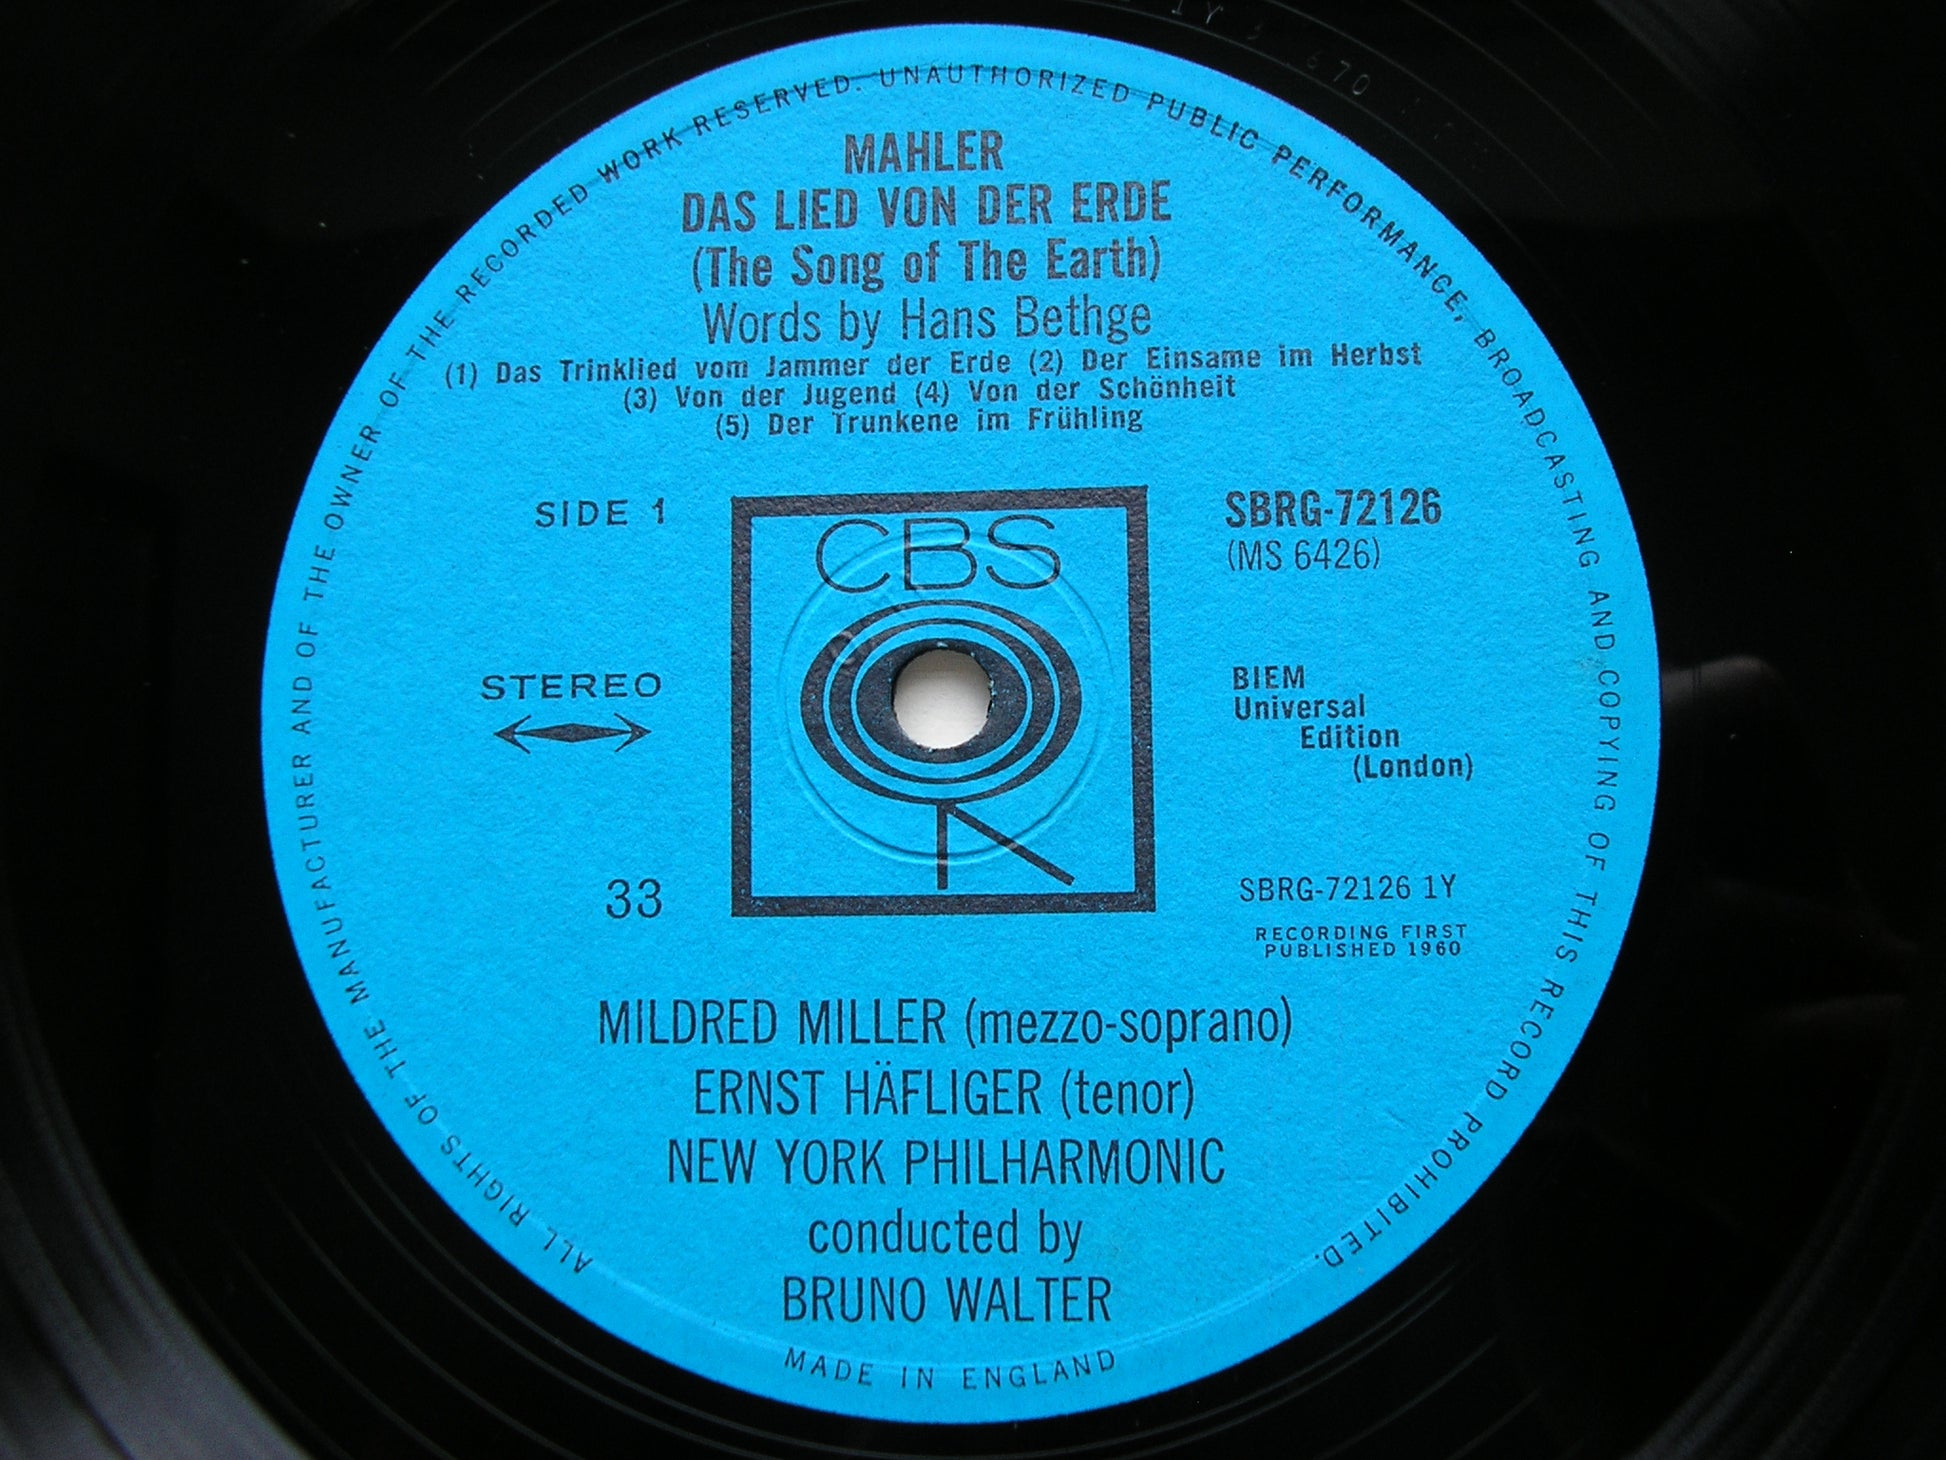 MAHLER
DAS LIED VON DER ERDE
(The Song of The Earth)
Words by Hans Bethge
(1) Das Trinklied vom Jammer der Erde (2) Der Einsame im Herbst
(3) Von der Jugend (4) Von der Schönheit
(5) Der Trunkene im Frühling
SIDE 1
CBS
SBRG-72126
(MS 6426)
STEREO
BIEM
Universal
Edition
(London)
33
SBRG-72126 1Y
RECORDING FIRST
PUBLISHED 1960
MILDRED MILLER (mezzo-soprano)
ERNST HÄFLIGER (tenor)
NEW YORK PHILHARMONIC
conducted by
BRUNO WALTER
MADE IN ENGLAND
ALL RIGHTS OF THE MANUFACTURER AND OF THE OWNER OF THE RECORDED WORK RESERVED. UNAUTHORIZED PUBLIC PERFORMANCE, BROADCASTING AND COPYING OF THIS RECORD PROHIBITED.